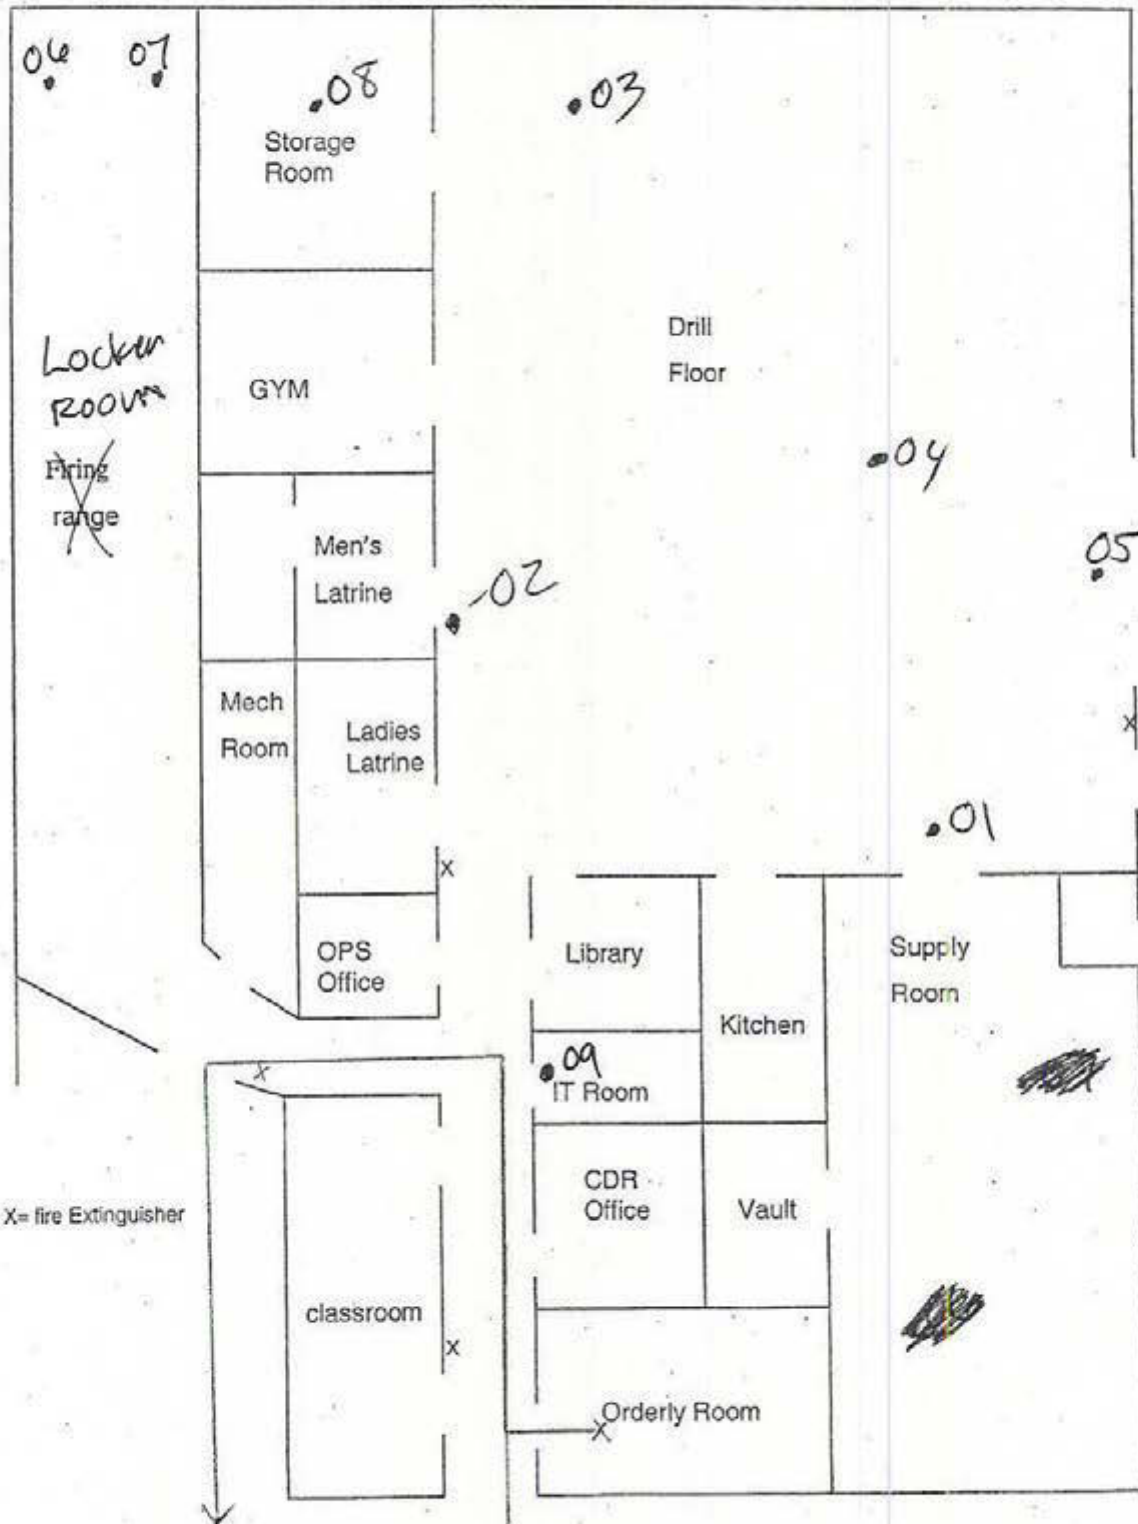 06
07
08
03
Storage
Room
Drill
Floor
Locker
Room
GYM
Firing
range
04
Men's
Latrine
05
-02
Mech
Room
Ladies
Latrine
X
01
X
OPS
Office
Library
Supply
Room
Kitchen
09
IT Room
X
CDR
Office
Vault
X= fire Extinguisher
classroom
X
Orderly Room
X